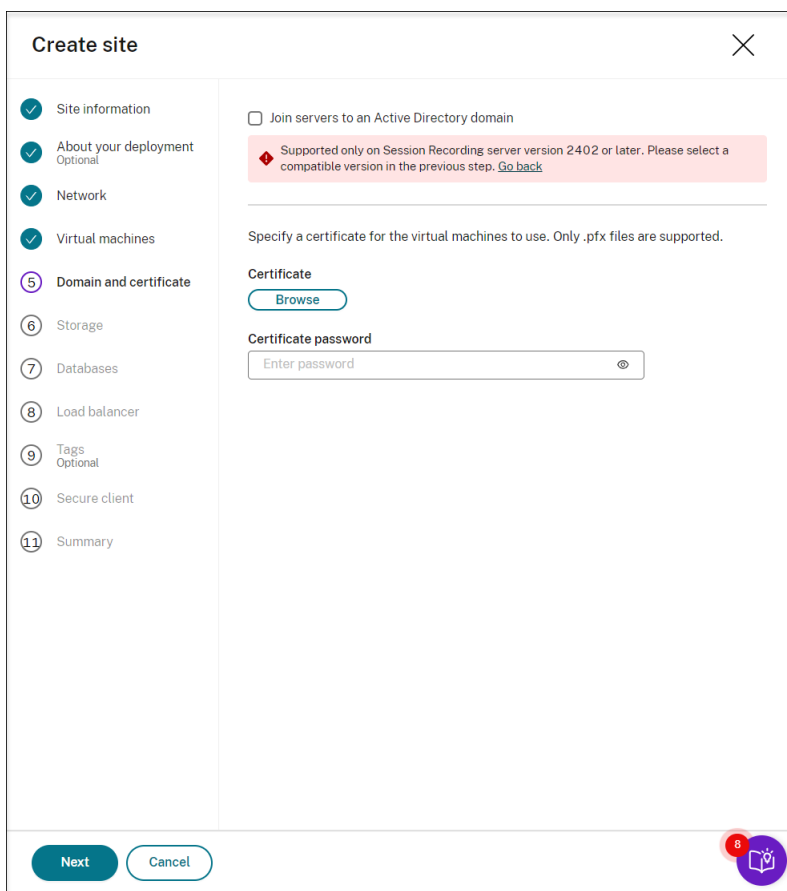 Create site
Site information
About your deployment
Optional
Network
Virtual machines
5 Domain and certificate
6 Storage
7 Databases
8 Load balancer
9 Tags
Optional
10 Secure client
11 Summary
Join servers to an Active Directory domain
Supported only on Session Recording server version 2402 or later. Please select a
compatible version in the previous step. Go back
Specify a certificate for the virtual machines to use. Only .pfx files are supported.
Certificate
Browse
Certificate password
Enter password
Next
Cancel
8